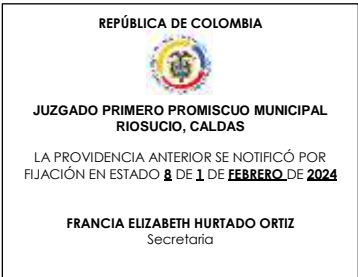 REPÚBLICA DE COLOMBIA
JUZGADO PRIMERO PROMISCUO MUNICIPAL
RIOSUCIO, CALDAS
LA PROVIDENCIA ANTERIOR SE NOTIFICÓ POR
FIJACIÓN EN ESTADO 8 DE 1 DE FEBRERO DE 2024
FRANCIA ELIZABETH HURTADO ORTIZ
Secretaria